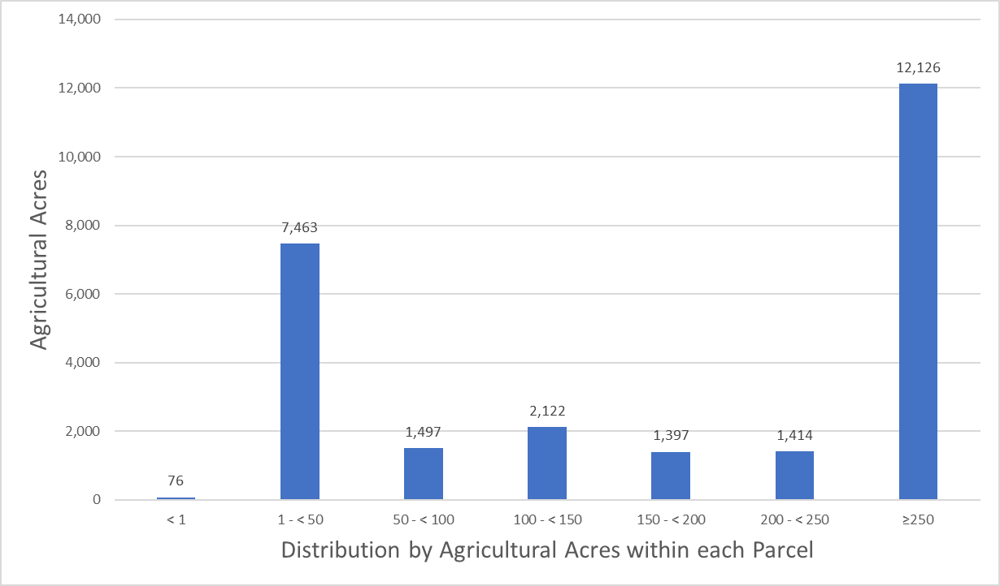 14,000
12,000
10,000
8,000
6,000
4,000
2,000
0
Agricultural Acres
76
7,463
1,497
2,122
1,397
1,414
12,126
< 1
1 - < 50
50 - < 100
100 - < 150
150 - < 200
200 - < 250
≥250
Distribution by Agricultural Acres within each Parcel